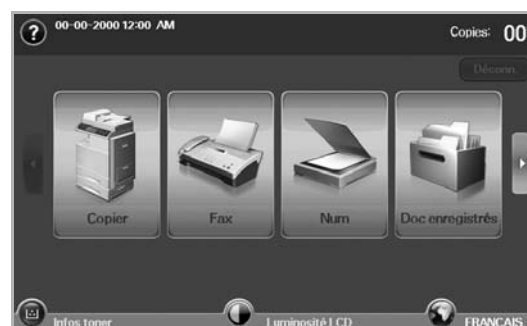 ? 00-00-2000 12:00 AM Copies: 00
Déconn.
Copier Fax Num Doc enregistrés
Infos toner Luminosité LCD FRANCAIS